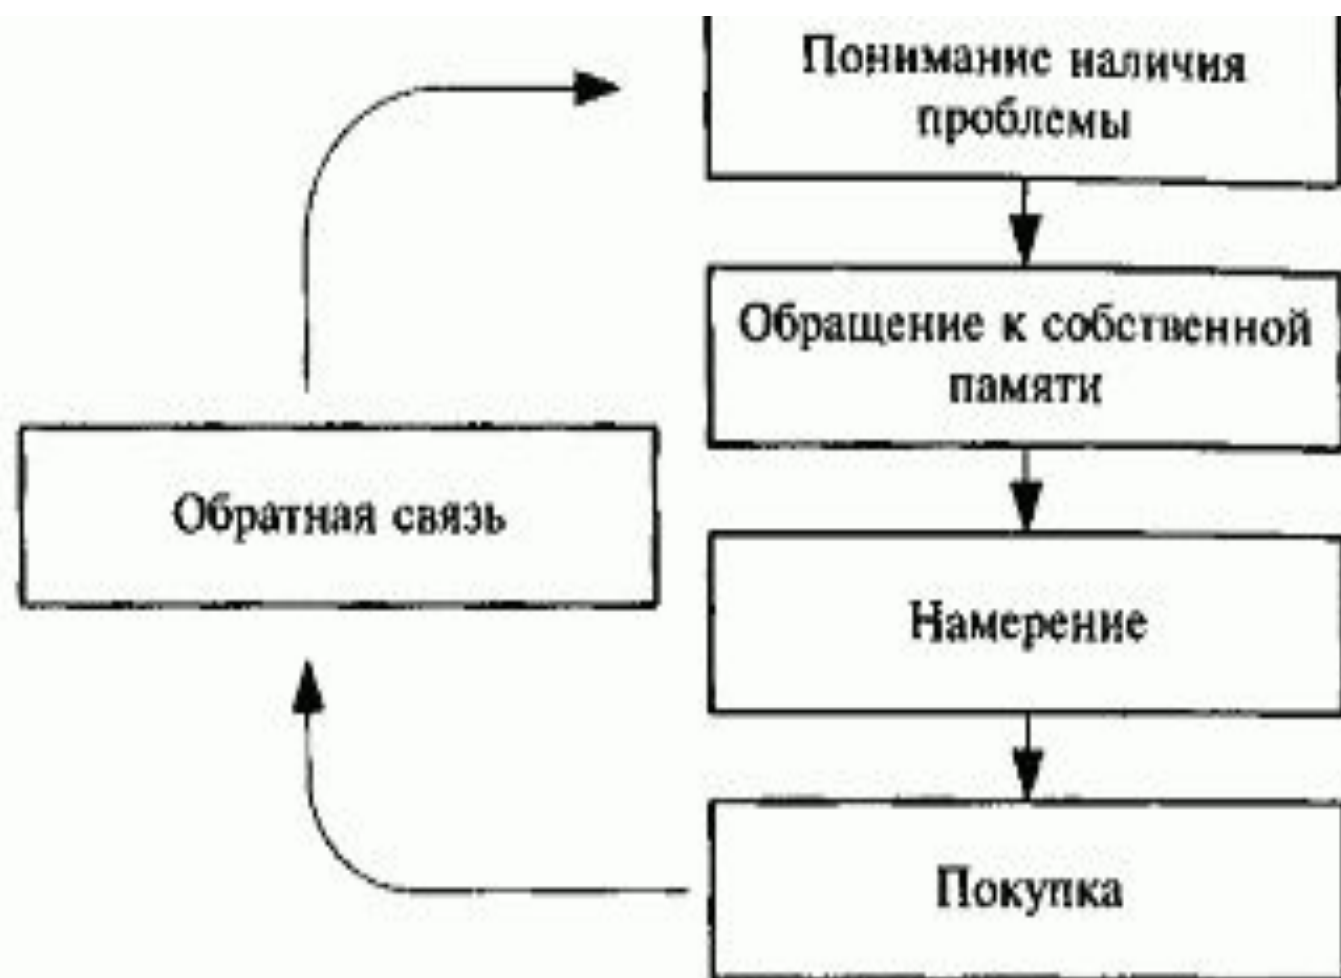 Понимание наличия
проблемы
Обращение к собственной
памяти
Обратная связь
Намерение
Покупка